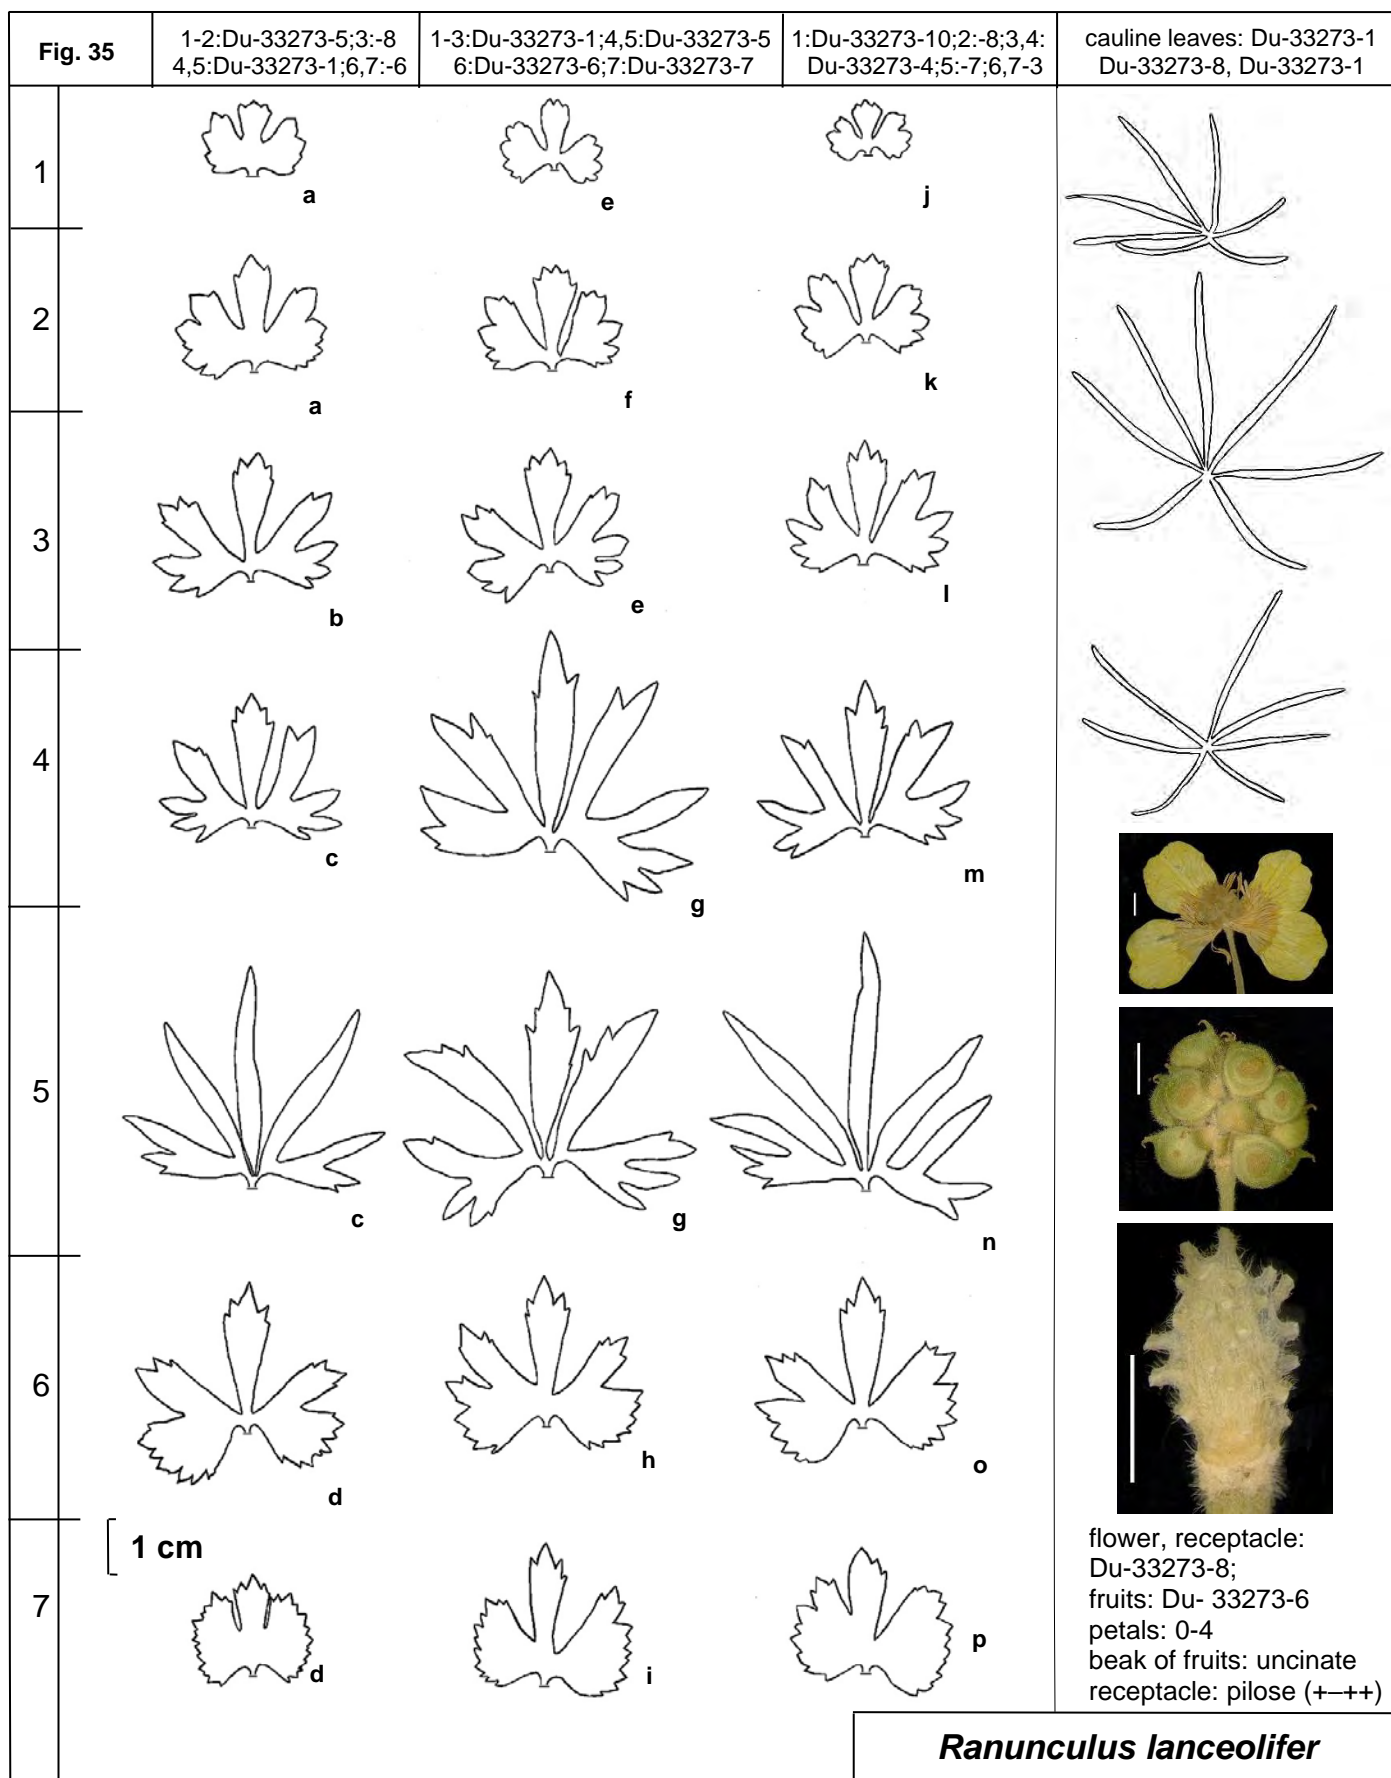 Fig. 35
1-2:Du-33273-5;3:-8
4,5:Du-33273-1;6,7:-6
1-3:Du-33273-1;4,5:Du-33273-5
6:Du-33273-6;7:Du-33273-7
1:Du-33273-10;2:-8;3,4:
Du-33273-4;5:-7;6,7-3
cauline leaves: Du-33273-1
Du-33273-8, Du-33273-1
1
a
e
j
2
a
f
k
3
b
e
l
4
c
g
m
5
c
g
n
6
d
h
o
1 cm
7
d
i
p
flower, receptacle:
Du-33273-8;
fruits: Du- 33273-6
petals: 0-4
beak of fruits: uncinate
receptacle: pilose (+–++)
Ranunculus lanceolifer